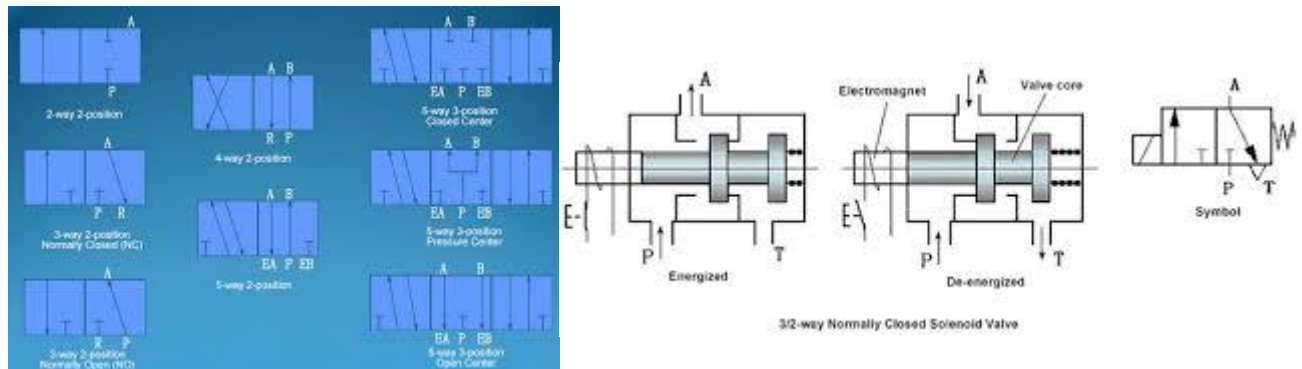 A
P
2-way 2-position
A
P R
3-way 2-position
Normally Closed (NC)
A
R P
3-way 2-position
Normally Open (NO)
A B
R P
4-way 2-position
A B
EA P EB
5-way 2-position
A B
EA P EB
5-way 3-position
Closed Center
A B
EA P EB
5-way 3-position
Pressure Center
A B
EA P EB
5-way 3-position
Open Center
A
Electromagnet
E
P
T
Energized
A
Valve core
E
P
T
De-energized
A
P
T
Symbol
3/2-way Normally Closed Solenoid Valve